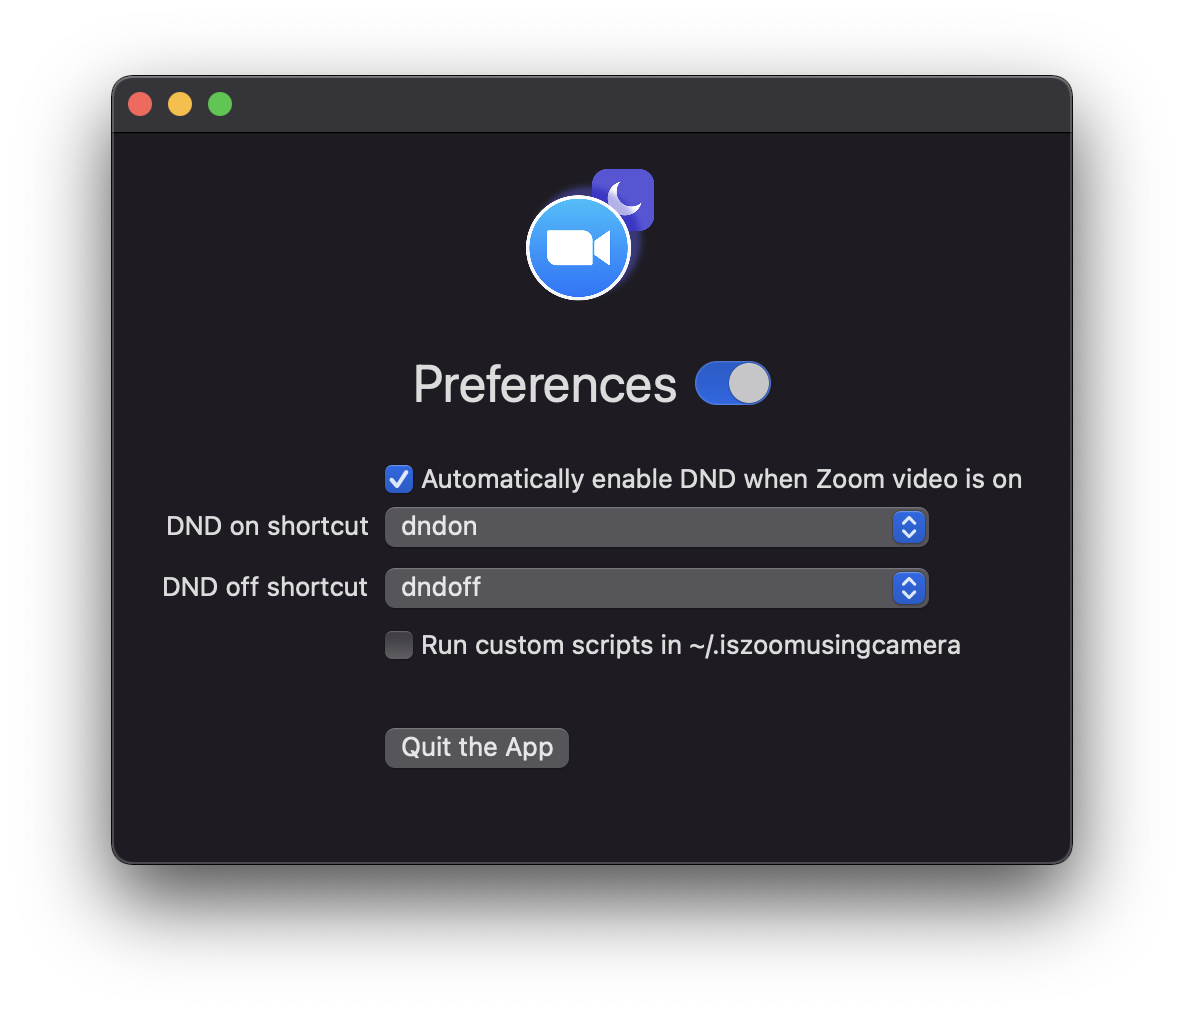 Preferences
Automatically enable DND when Zoom video is on
DND on shortcut dndon
DND off shortcut dndoff
Run custom scripts in ~/.iszoomusingcamera
Quit the App